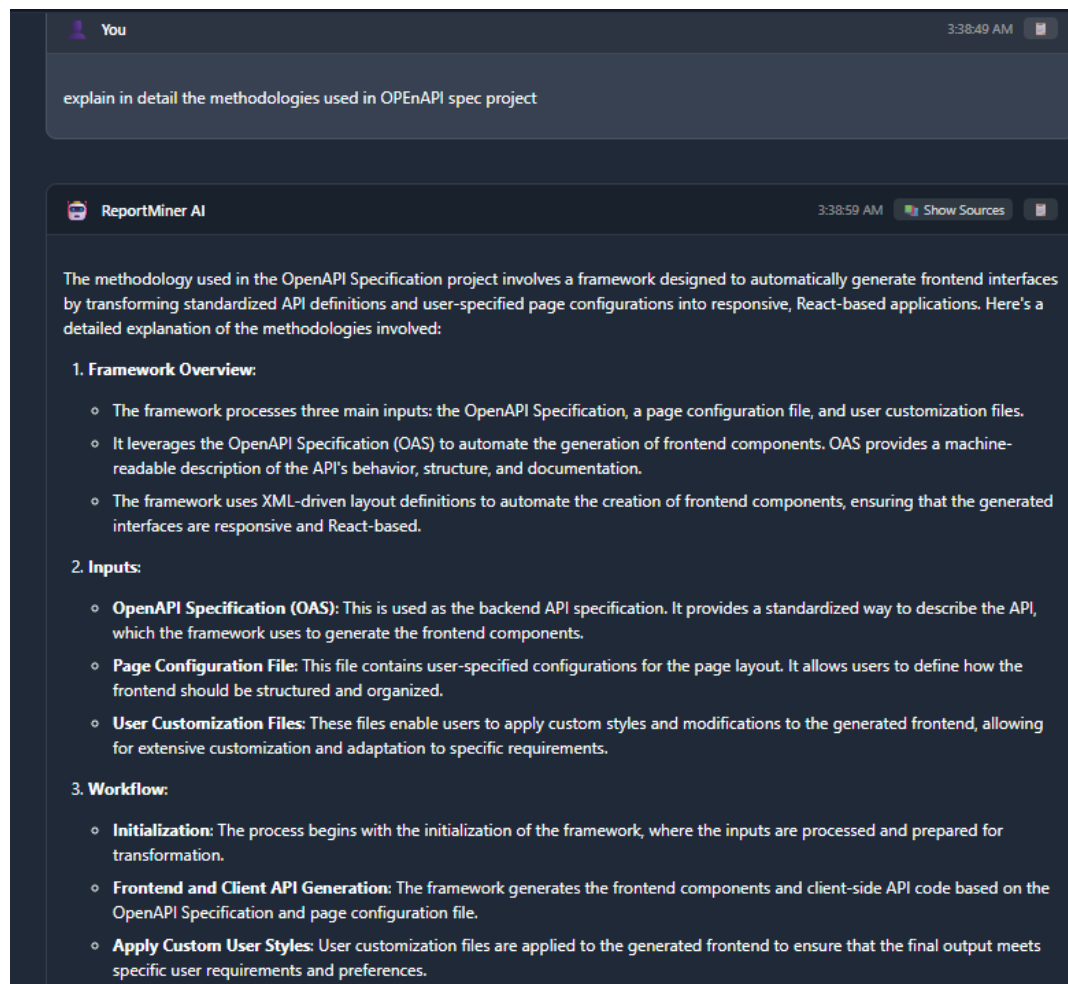 You
3:38:49 AM
explain in detail the methodologies used in OPEnAPI spec project
ReportMiner AI
3:38:59 AM
Show Sources
The methodology used in the OpenAPI Specification project involves a framework designed to automatically generate frontend interfaces
by transforming standardized API definitions and user-specified page configurations into responsive, React-based applications. Here's a
detailed explanation of the methodologies involved:
1. Framework Overview:
◦ The framework processes three main inputs: the OpenAPI Specification, a page configuration file, and user customization files.
◦ It leverages the OpenAPI Specification (OAS) to automate the generation of frontend components. OAS provides a machine-
readable description of the API's behavior, structure, and documentation.
◦ The framework uses XML-driven layout definitions to automate the creation of frontend components, ensuring that the generated
interfaces are responsive and React-based.
2. Inputs:
◦ OpenAPI Specification (OAS): This is used as the backend API specification. It provides a standardized way to describe the API,
which the framework uses to generate the frontend components.
◦ Page Configuration File: This file contains user-specified configurations for the page layout. It allows users to define how the
frontend should be structured and organized.
◦ User Customization Files: These files enable users to apply custom styles and modifications to the generated frontend, allowing
for extensive customization and adaptation to specific requirements.
3. Workflow:
◦ Initialization: The process begins with the initialization of the framework, where the inputs are processed and prepared for
transformation.
◦ Frontend and Client API Generation: The framework generates the frontend components and client-side API code based on the
OpenAPI Specification and page configuration file.
◦ Apply Custom User Styles: User customization files are applied to the generated frontend to ensure that the final output meets
specific user requirements and preferences.